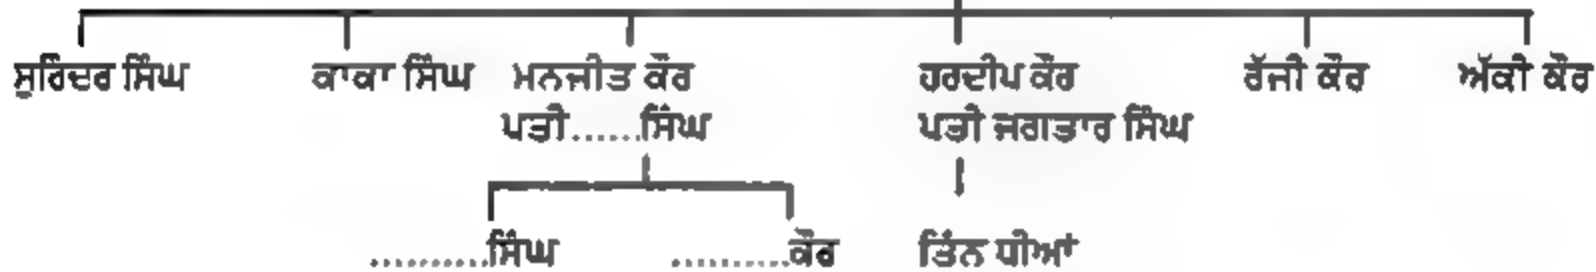 ਸੁਰਿੰਦਰ ਸਿੰਘ ਕਾਕਾ ਸਿੰਘ ਮਨਜੀਤ ਕੌਰ ਹਰਦੀਪ ਕੌਰ ਰੱਜੀ ਕੌਰ ਅੱਕੀ ਕੌਰ
ਪਤੀ......ਸਿੰਘ ਪਤੀ ਜਗਤਾਰ ਸਿੰਘ
..........ਸਿੰਘ ..........ਕੌਰ ਤਿੰਨ ਧੀਆਂ